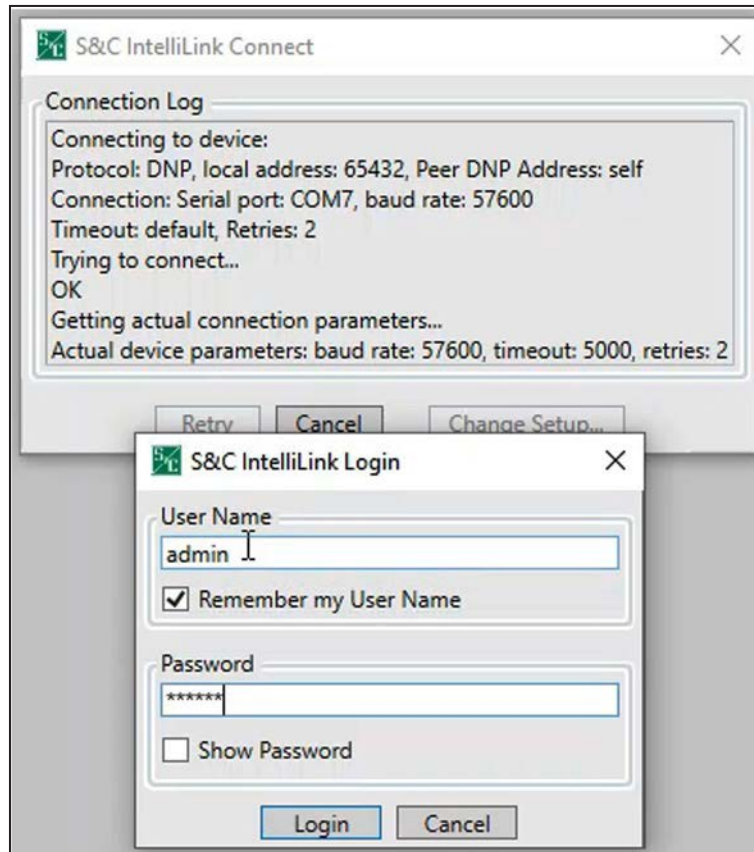 S&C IntelliLink Connect
Connection Log
Connecting to device:
Protocol: DNP, local address: 65432, Peer DNP Address: self
Connection: Serial port: COM7, baud rate: 57600
Timeout: default, Retries: 2
Trying to connect...
OK
Getting actual connection parameters...
Actual device parameters: baud rate: 57600, timeout: 5000, retries: 2
Retry Cancel Change Setup...
S&C IntelliLink Login
User Name
admin
Remember my User Name
Password
******
Show Password
Login Cancel